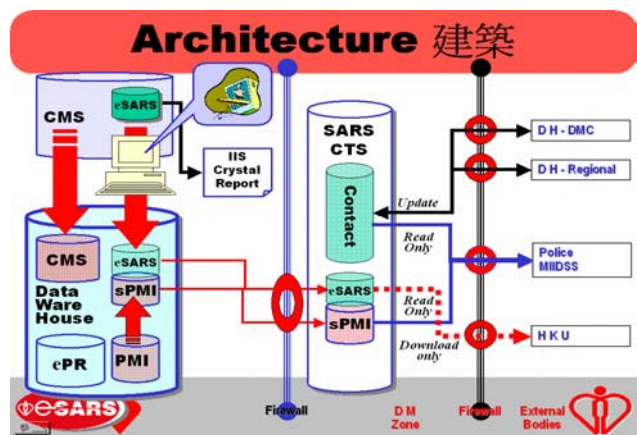 Architecture 建築
CMS
eSARS
IIS
Crystal
Report
SARS
CTS
Contact
Update
Read
Only
eSARS
sPMI
Read
Only
Download
only
DH - DMC
DH - Regional
Police
MIIDSS
HKU
CMS
eSARS
sPMI
Data
Ware
House
ePR
PMI
e-SARS
Firewall
DM
Zone
Firewall
External
Bodies